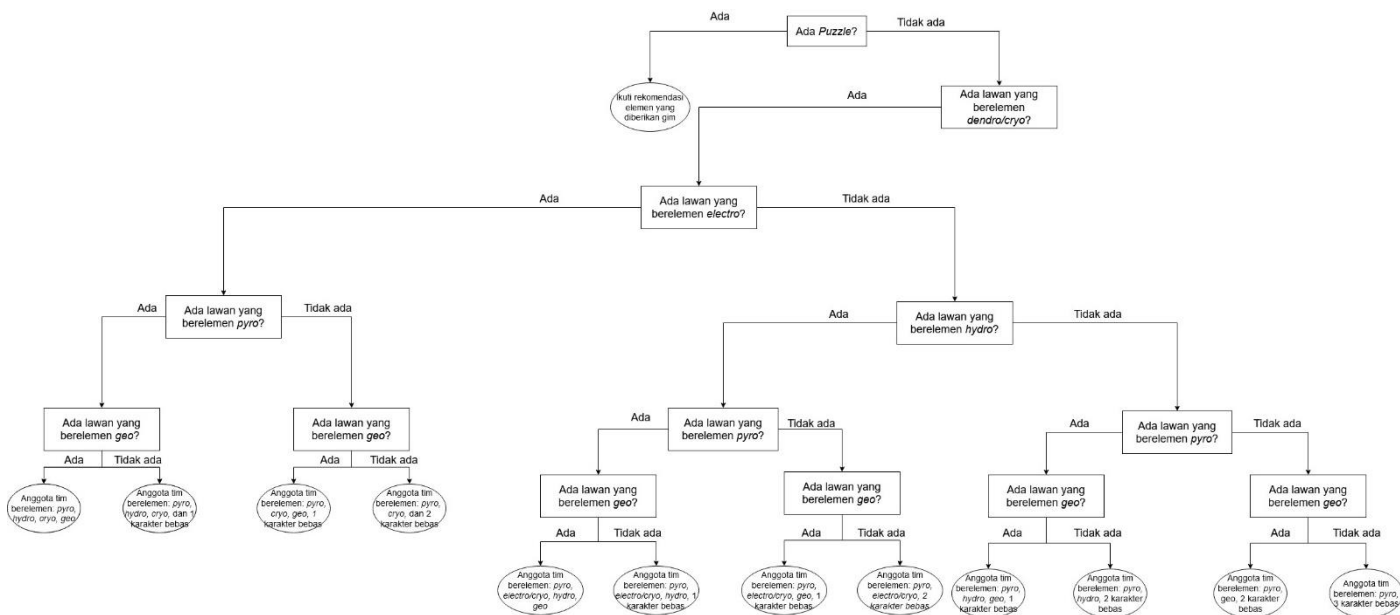 Ada
Tidak ada
Ada Puzzle?
Ikuti rekomendasi
elemen yang
diberikan gim
Ada
Ada lawan yang
berelemen
dendro/cryo?
Ada
Ada lawan yang
berelemen electro?
Tidak ada
Ada
Ada lawan yang
berelemen pyro?
Tidak ada
Ada
Ada lawan yang
berelemen hydro?
Tidak ada
Ada lawan yang
berelemen geo?
Ada lawan yang
berelemen geo?
Ada
Ada lawan yang
berelemen pyro?
Tidak ada
Ada
Ada lawan yang
berelemen pyro?
Tidak ada
Ada
Tidak ada
Ada
Tidak ada
Anggota tim
berelemen: pyro,
hydro, cryo, geo
Anggota tim
berelemen: pyro,
hydro, cryo, dan 1
karakter bebas
Anggota tim
berelemen: pyro,
cryo, geo, 1
karakter bebas
Anggota tim
berelemen: pyro,
cryo, dan 2
karakter bebas
Ada lawan yang
berelemen geo?
Ada lawan yang
berelemen geo?
Ada lawan yang
berelemen geo?
Ada lawan yang
berelemen geo?
Ada
Tidak ada
Ada
Tidak ada
Ada
Tidak ada
Ada
Tidak ada
Anggota tim
berelemen: pyro,
electro/cryo, hydro,
geo
Anggota tim
berelemen: pyro,
electro/cryo, hydro, 1
karakter bebas
Anggota tim
berelemen: pyro,
electro/cryo, geo, 1
karakter bebas
Anggota tim
berelemen: pyro,
electro/cryo, 2
karakter bebas
Anggota tim
berelemen: pyro,
hydro, geo, 1
karakter bebas
Anggota tim
berelemen: pyro,
hydro, 2 karakter
bebas
Anggota tim
berelemen: pyro,
geo, 2 karakter
bebas
Anggota tim
berelemen: pyro,
3 karakter bebas